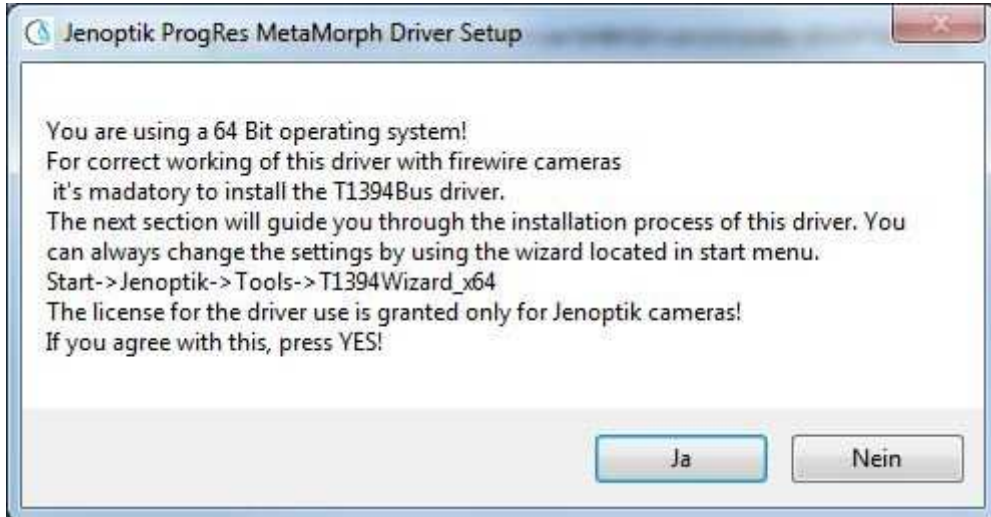 Jenoptik ProgRes MetaMorph Driver Setup
You are using a 64 Bit operating system!
For correct working of this driver with firewire cameras
it's madatory to install the T1394Bus driver.
The next section will guide you through the installation process of this driver. You
can always change the settings by using the wizard located in start menu.
Start->Jenoptik->Tools->T1394Wizard_x64
The license for the driver use is granted only for Jenoptik cameras!
If you agree with this, press YES!
Ja
Nein